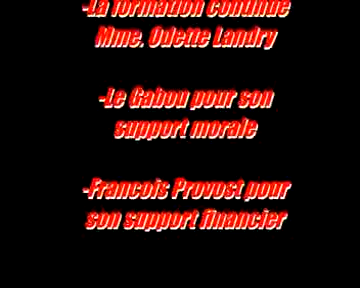 -La formation continue
Mme. Odette Landry
-Le Gabou pour son
support morale
-Francois Provost pour
son support financier